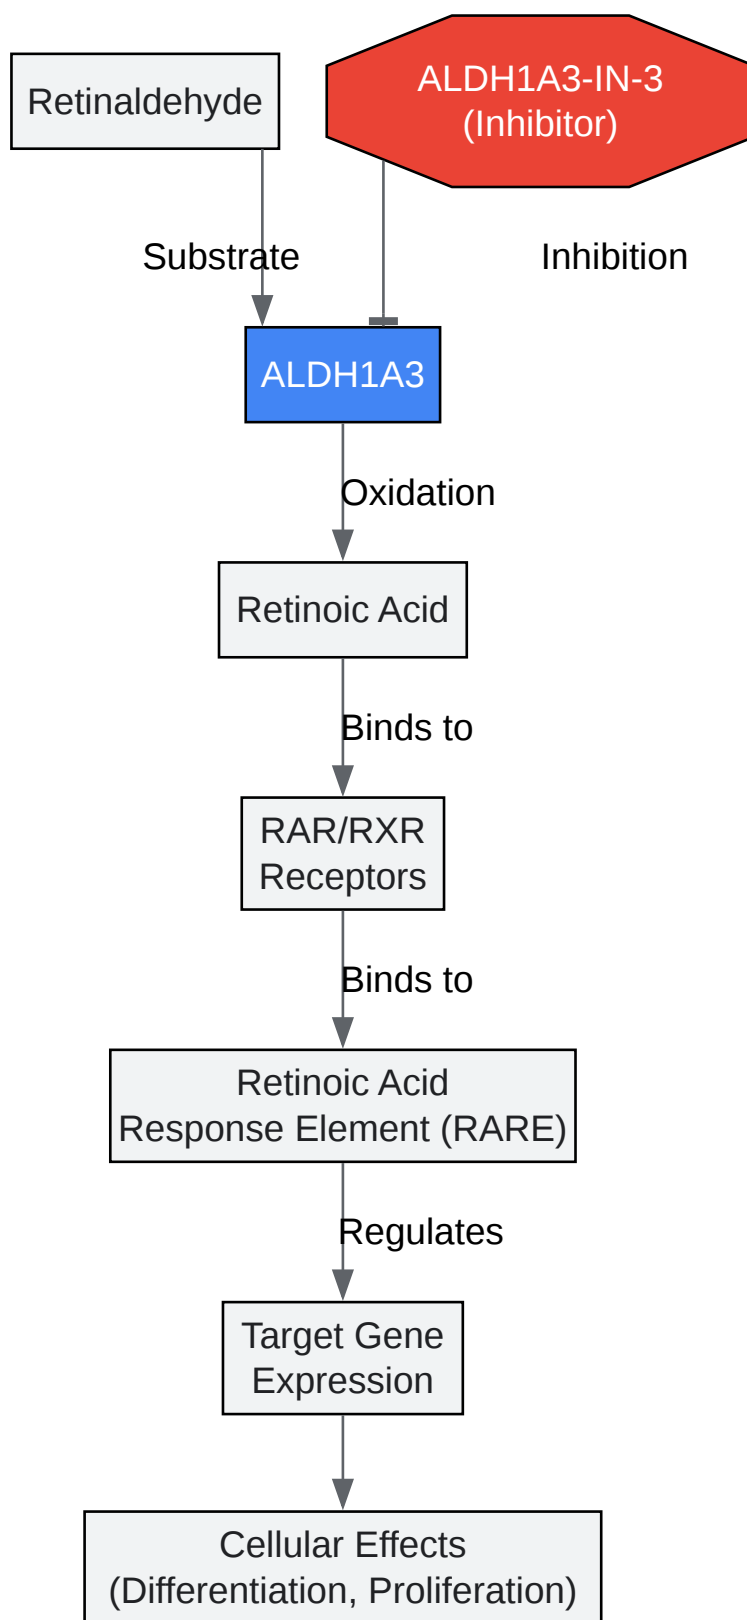 Retinaldehyde
ALDH1A3-IN-3
(Inhibitor)
Substrate
Inhibition
ALDH1A3
Oxidation
Retinoic Acid
Binds to
RAR/RXR
Receptors
Binds to
Retinoic Acid
Response Element (RARE)
Regulates
Target Gene
Expression
Cellular Effects
(Differentiation, Proliferation)